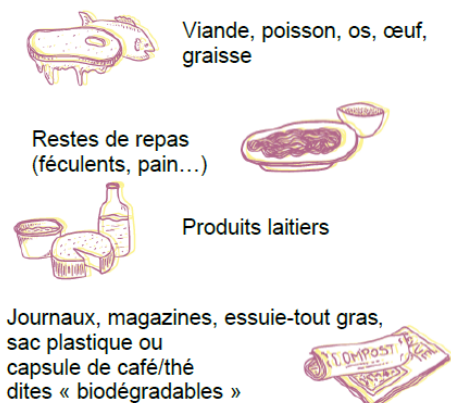 Viande, poisson, os, œuf,
graisse
Restes de repas
(féculents, pain…)
Produits laitiers
Journaux, magazines, essuie-tout gras,
sac plastique ou
capsule de café/thé
dites « biodégradables »
COMPOST